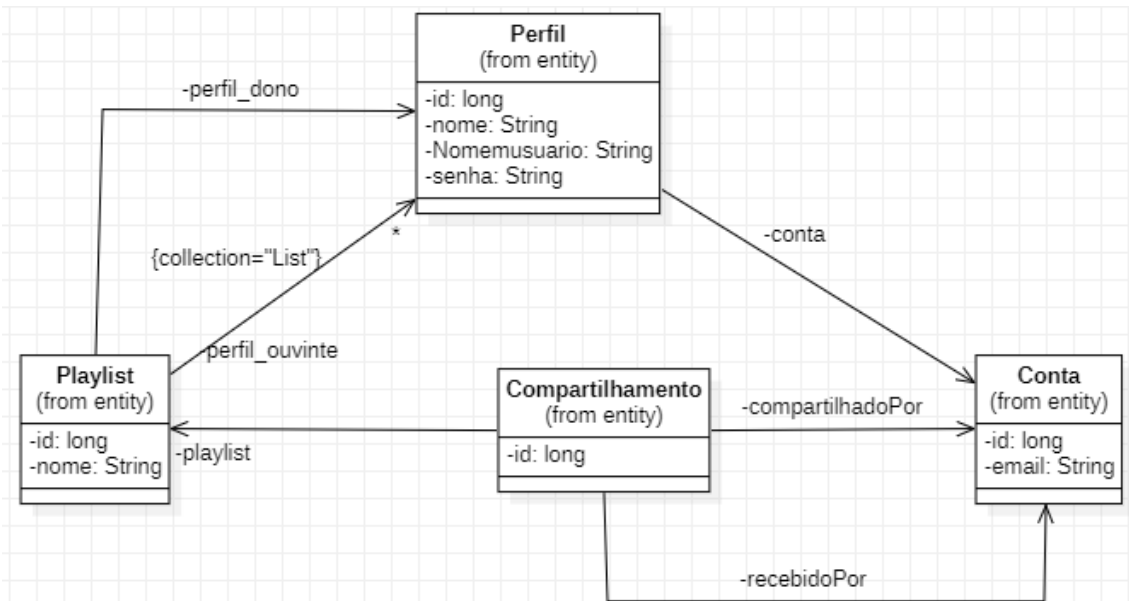 Perfil
(from entity)
-id: long
-nome: String
-Nomemusuario: String
-senha: String
-perfil_dono
*
{collection="List"}
-perfil_ouvinte
-conta
Playlist
(from entity)
-id: long
-nome: String
-playlist
Compartilhamento
(from entity)
-id: long
-compartilhadoPor
-recebidoPor
Conta
(from entity)
-id: long
-email: String